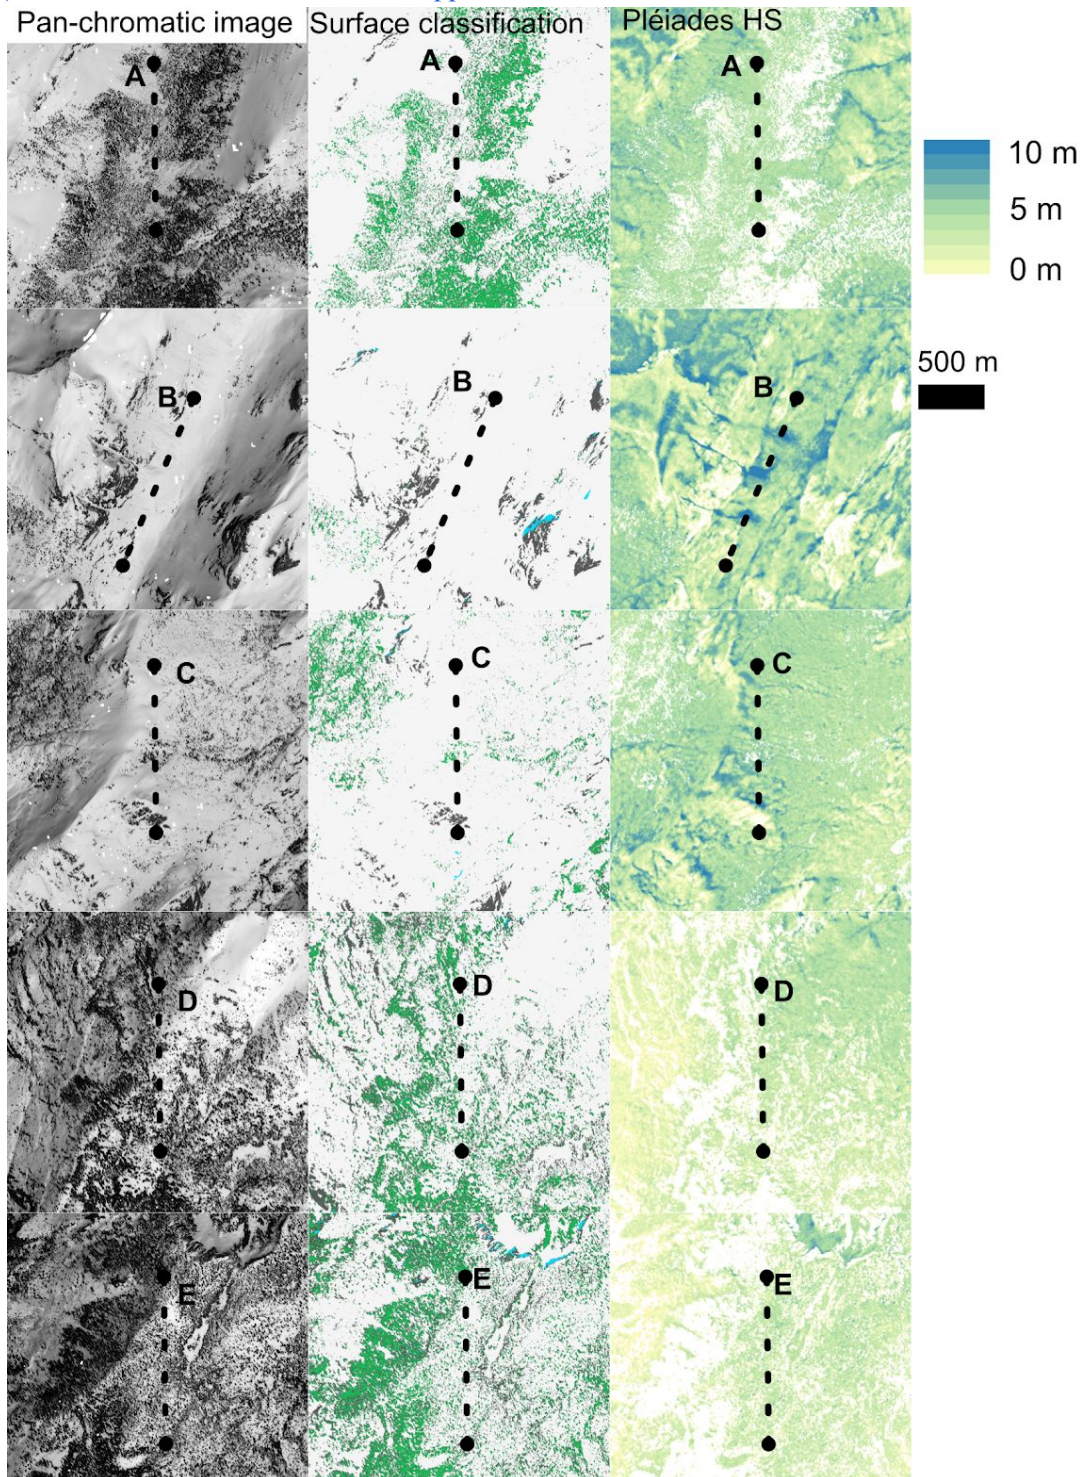 Pan-chromatic image
Surface classification
Pléiades HS
A
A
A
10 m
5 m
0 m
500 m
B
B
B
C
C
C
D
D
D
E
E
E